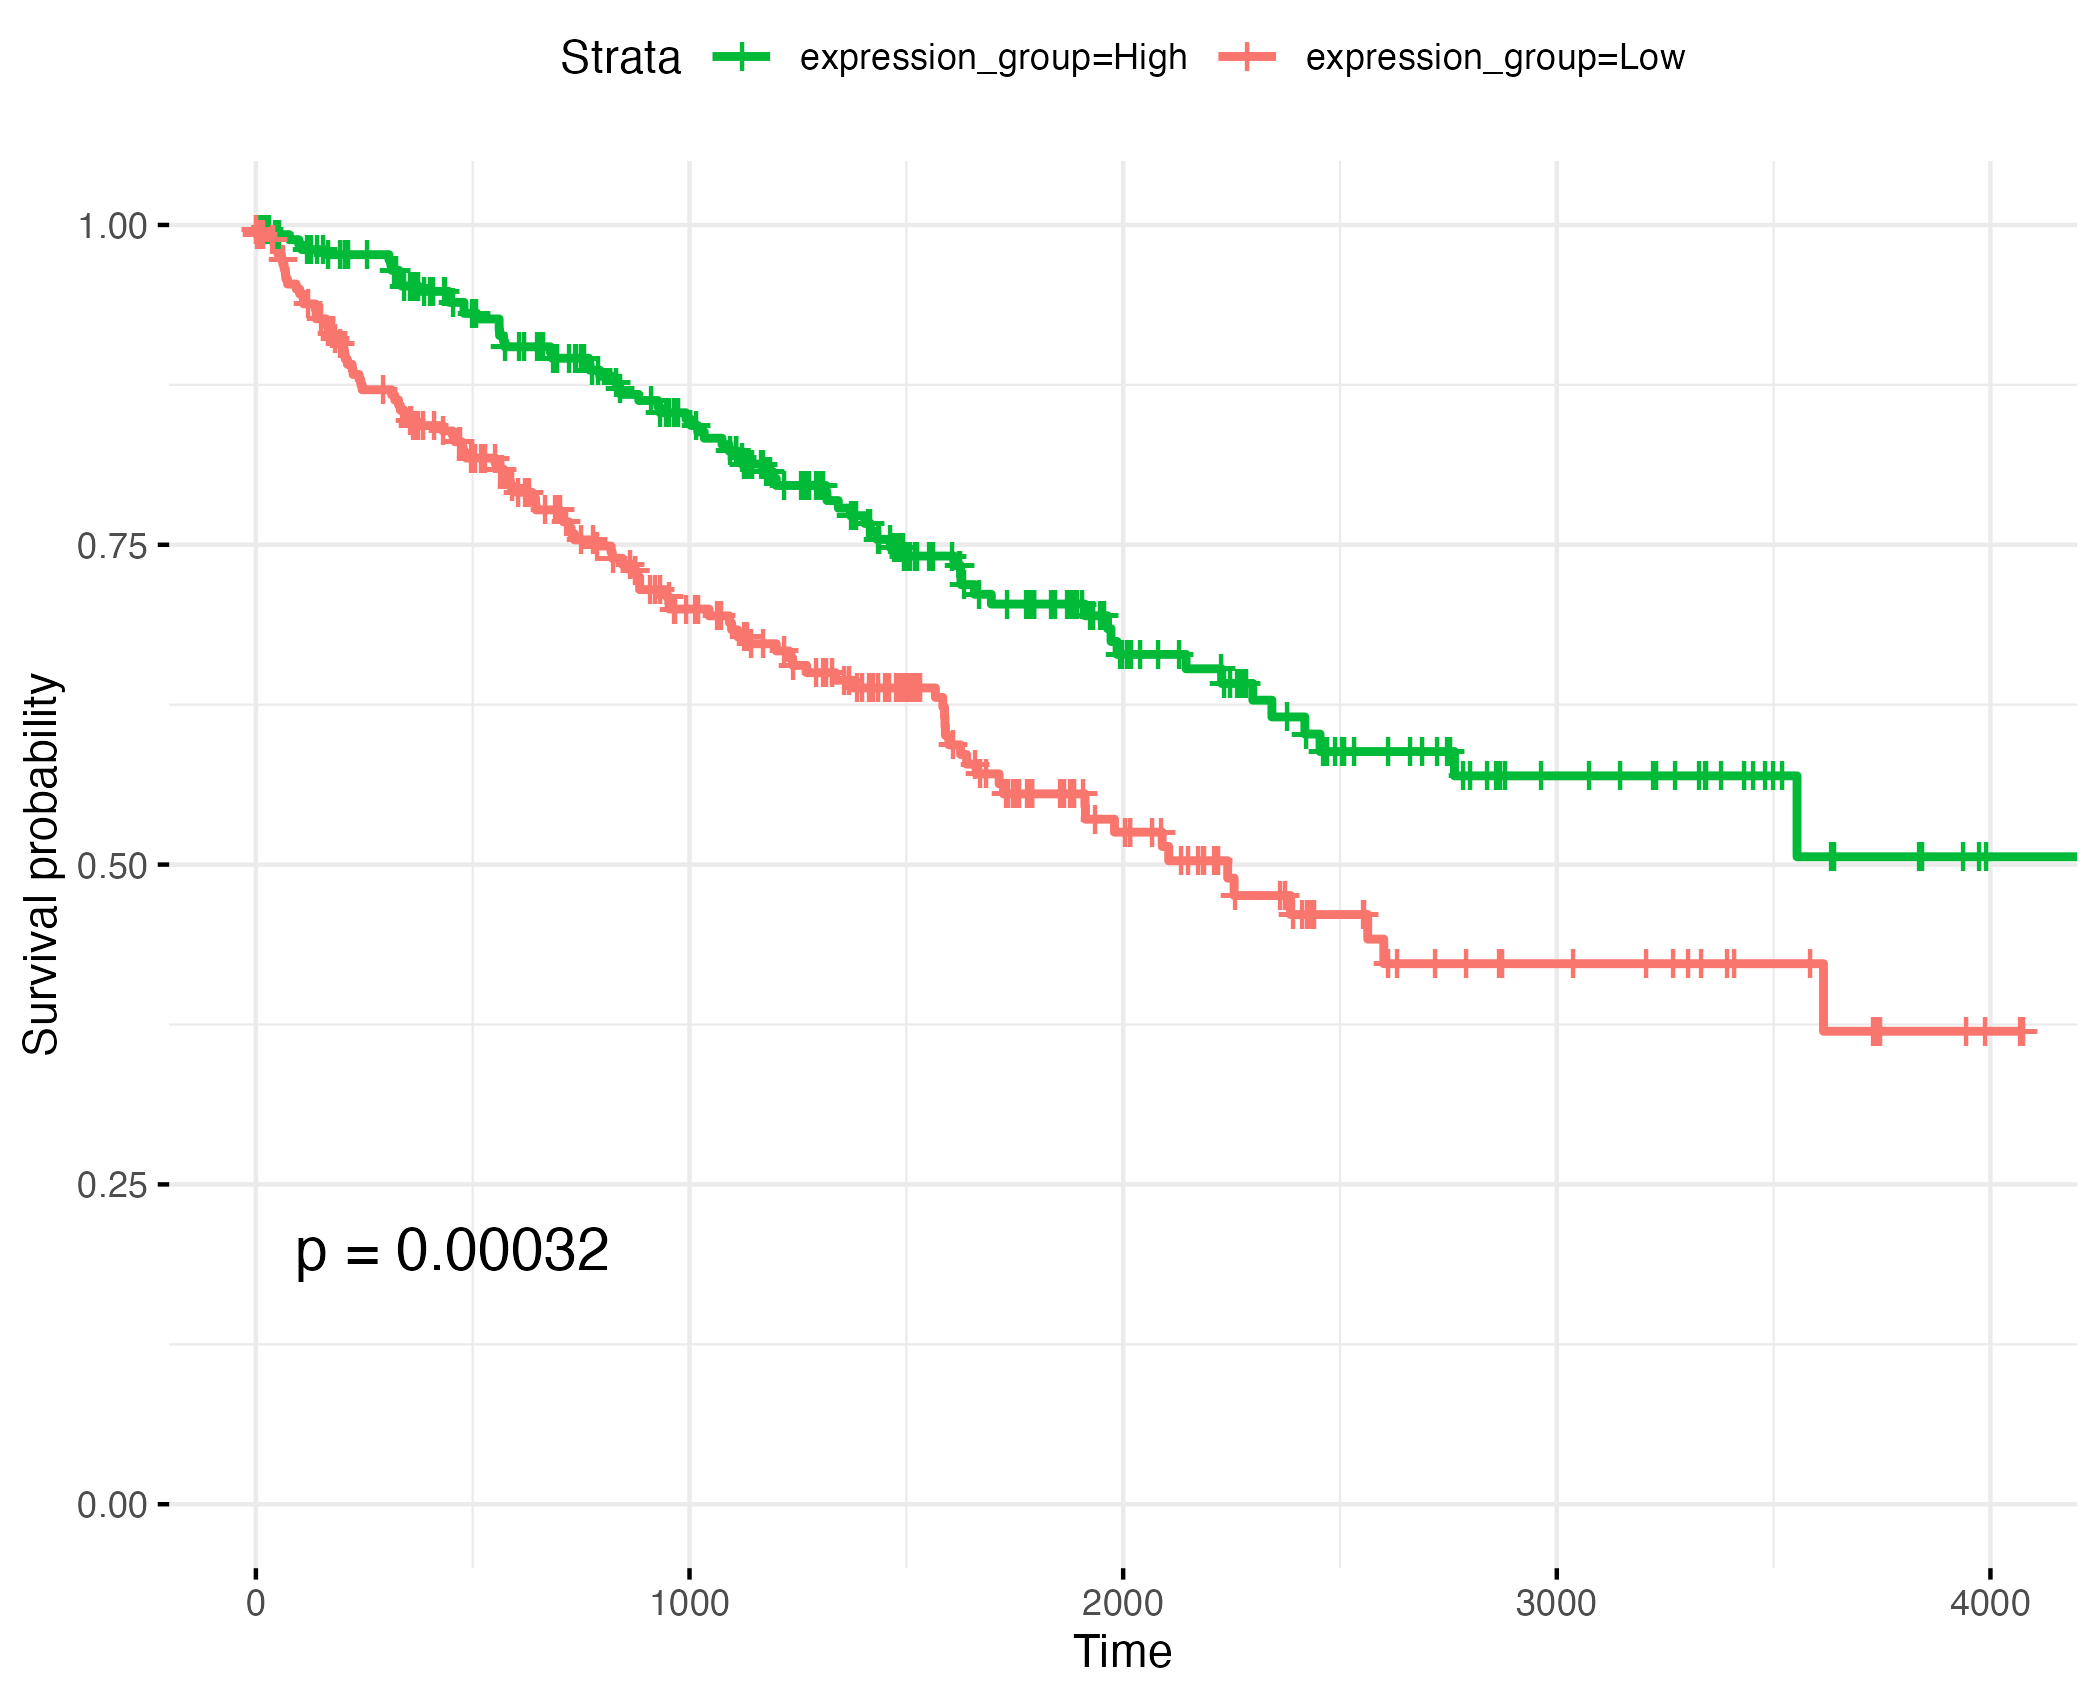 Strata expression_group=High expression_group=Low
1.00
0.75
0.50
0.25
0.00
Survival probability
p = 0.00032
0 1000 2000 3000 4000
Time